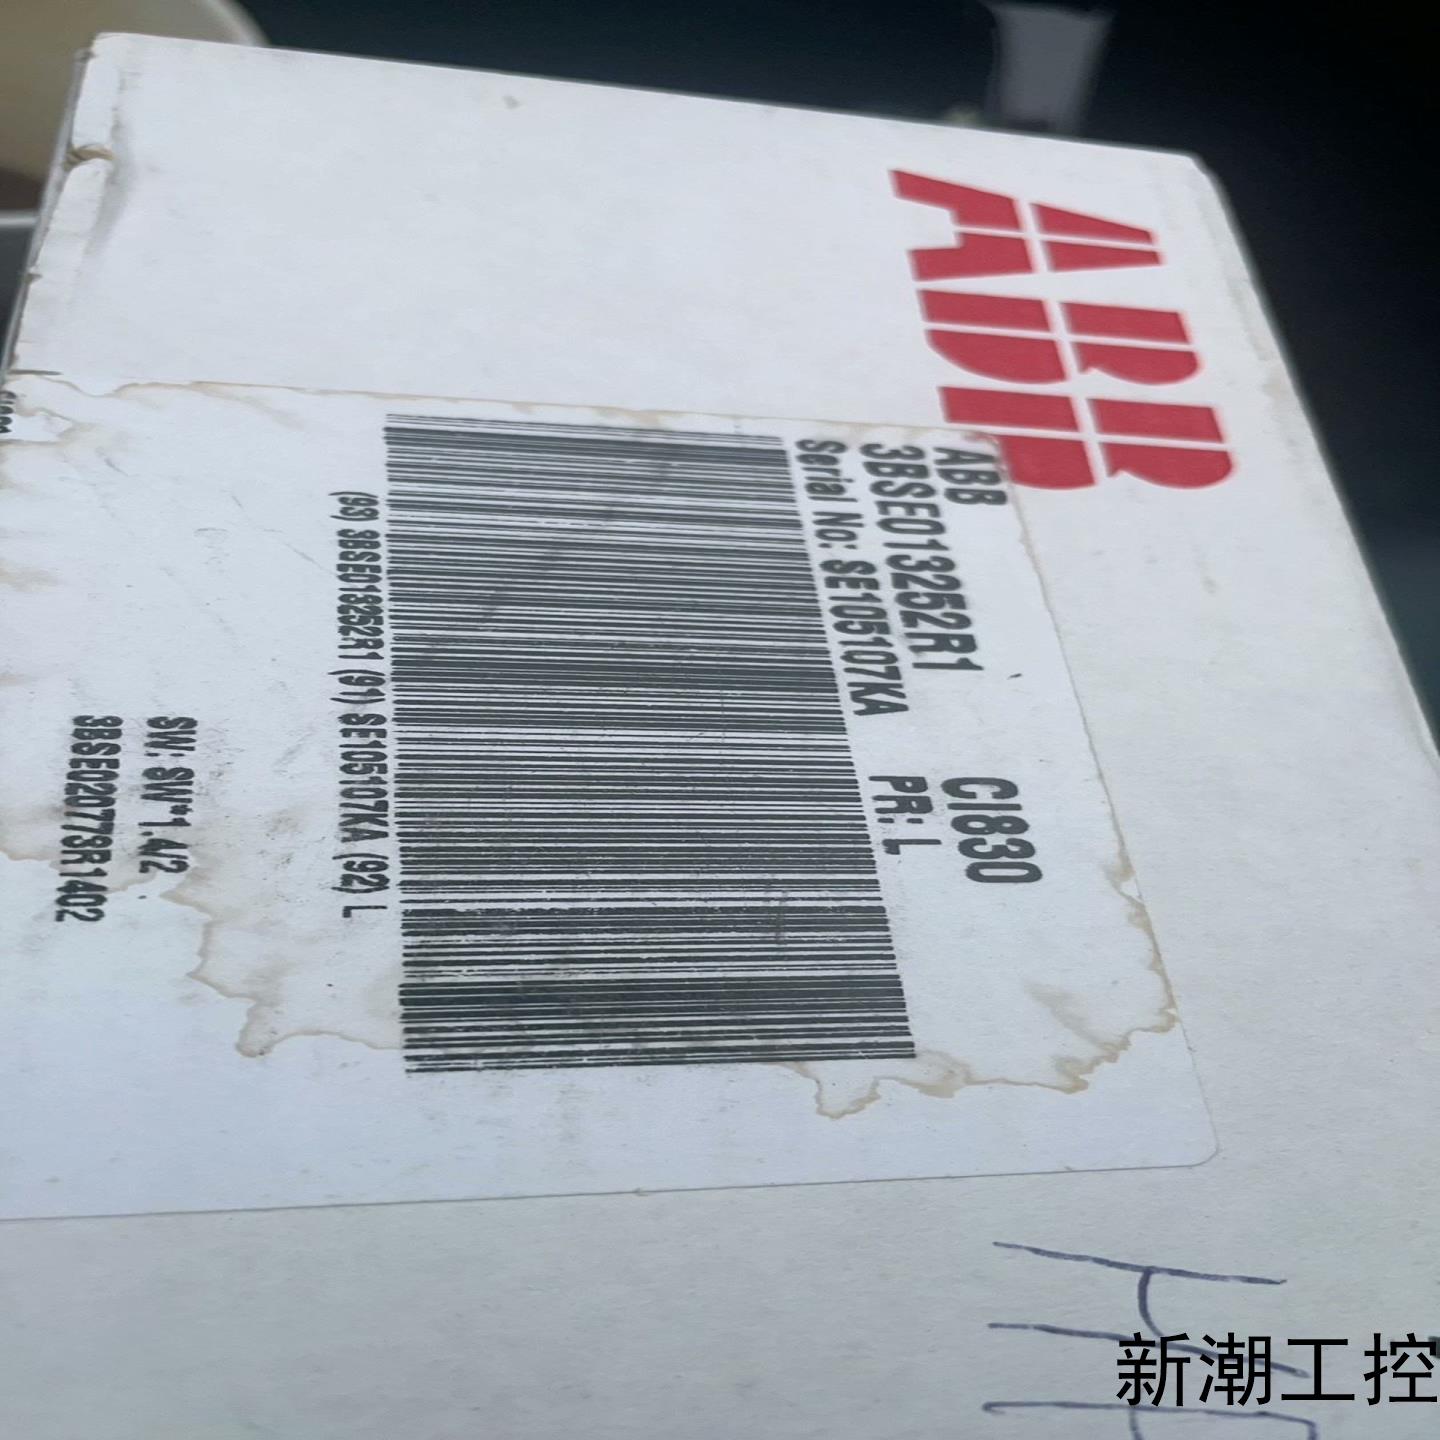 ABB
ABB
3BSE013252R1 CI830
Serial No: SE105107KA PR: L
(93) 3BSE013252R1 (91) SE105107KA (92) L
SW: SW*1.4/2
3BSE020778R1402
新潮工控